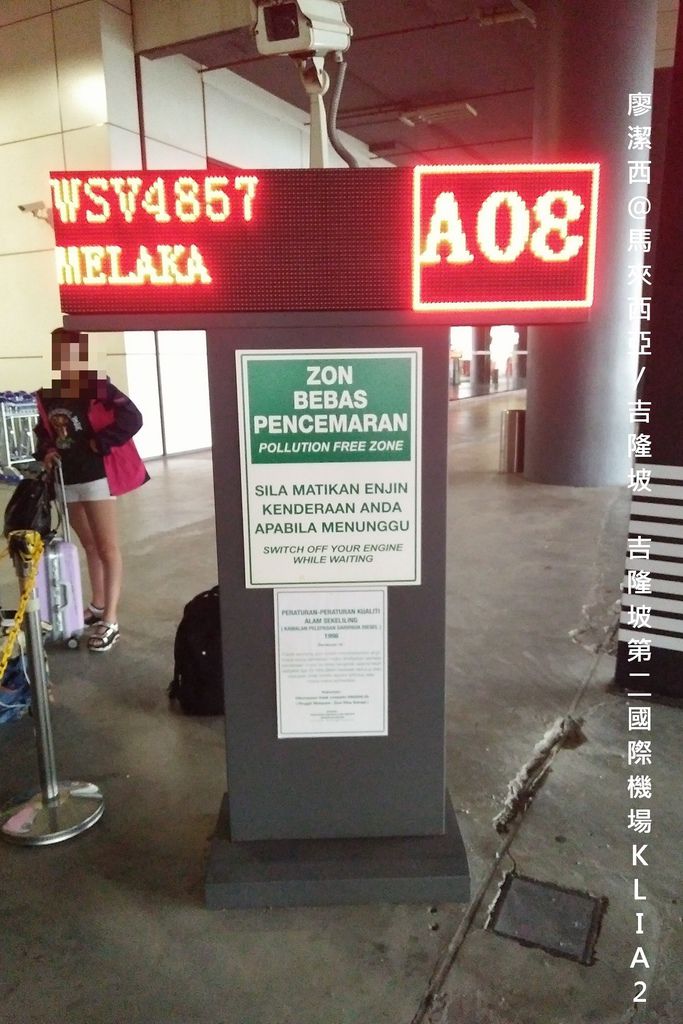 WSV4857
MELAKA
A08
ZON
BEBAS
PENCEMARAN
POLLUTION FREE ZONE
SILA MATIKAN ENJIN
KENDERAAN ANDA
APABILA MENUNGGU
SWITCH OFF YOUR ENGINE
WHILE WAITING
PERATURAN-PERATURAN KUALITI
ALAM SEKELILING
1996
廖潔西@馬來西亞/吉隆坡 吉隆坡第二國際機場KLIA2